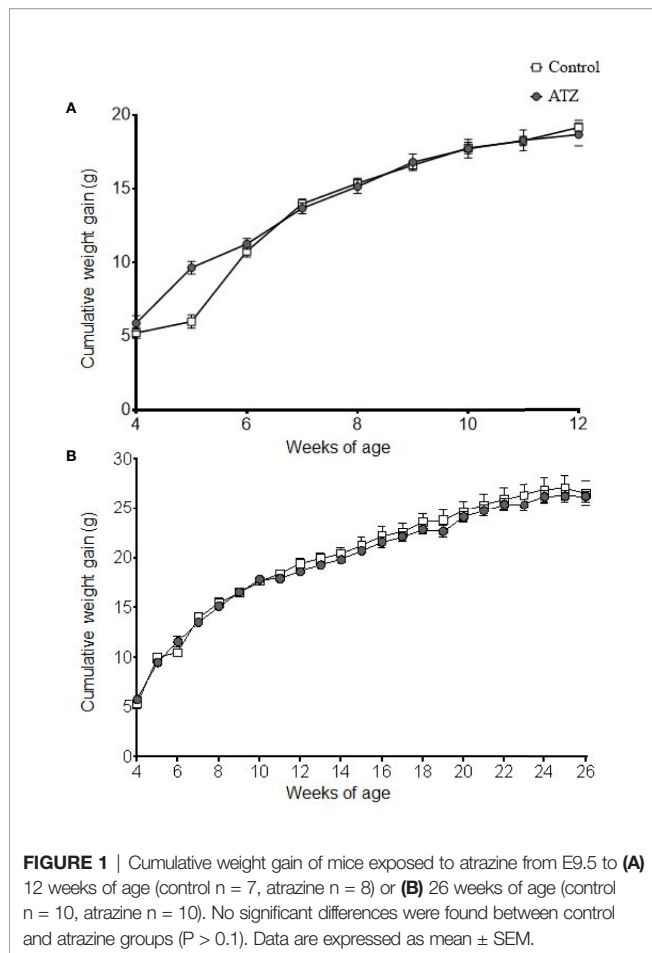 Control
ATZ
A
20
15
10
5
0
Cumulative weight gain (g)
4 6 8 10 12
Weeks of age
B
30
25
20
15
10
5
0
Cumulative weight gain (g)
4 6 8 10 12 14 16 18 20 22 24 26
Weeks of age
FIGURE 1 | Cumulative weight gain of mice exposed to atrazine from E9.5 to (A)
12 weeks of age (control n = 7, atrazine n = 8) or (B) 26 weeks of age (control
n = 10, atrazine n = 10). No significant differences were found between control
and atrazine groups (P > 0.1). Data are expressed as mean ± SEM.